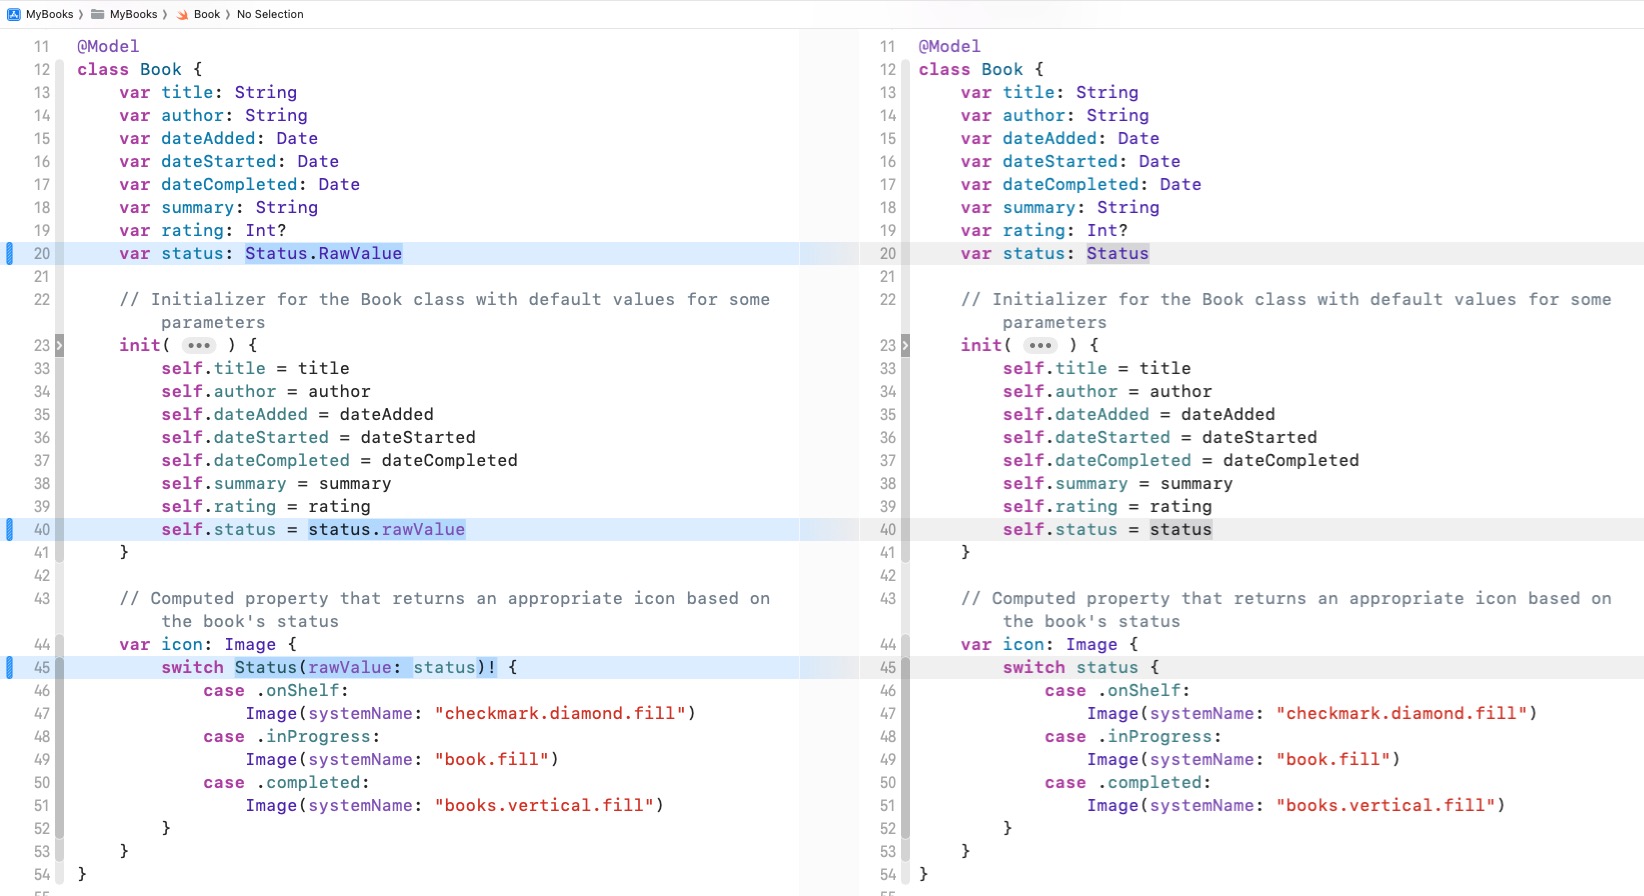 MyBooks › MyBooks › Book › No Selection
11 @Model
12 class Book {
13 var title: String
14 var author: String
15 var dateAdded: Date
16 var dateStarted: Date
17 var dateCompleted: Date
18 var summary: String
19 var rating: Int?
20 var status: Status.RawValue
21
22 // Initializer for the Book class with default values for some
parameters
23 init( ••• ) {
33 self.title = title
34 self.author = author
35 self.dateAdded = dateAdded
36 self.dateStarted = dateStarted
37 self.dateCompleted = dateCompleted
38 self.summary = summary
39 self.rating = rating
40 self.status = status.rawValue
41 }
42
43 // Computed property that returns an appropriate icon based on
the book's status
44 var icon: Image {
45 switch Status(rawValue: status)! {
46 case .onShelf:
47 Image(systemName: "checkmark.diamond.fill")
48 case .inProgress:
49 Image(systemName: "book.fill")
50 case .completed:
51 Image(systemName: "books.vertical.fill")
52 }
53 }
54 }
11 @Model
12 class Book {
13 var title: String
14 var author: String
15 var dateAdded: Date
16 var dateStarted: Date
17 var dateCompleted: Date
18 var summary: String
19 var rating: Int?
20 var status: Status
21
22 // Initializer for the Book class with default values for some
parameters
23 init( ••• ) {
33 self.title = title
34 self.author = author
35 self.dateAdded = dateAdded
36 self.dateStarted = dateStarted
37 self.dateCompleted = dateCompleted
38 self.summary = summary
39 self.rating = rating
40 self.status = status
41 }
42
43 // Computed property that returns an appropriate icon based on
the book's status
44 var icon: Image {
45 switch status {
46 case .onShelf:
47 Image(systemName: "checkmark.diamond.fill")
48 case .inProgress:
49 Image(systemName: "book.fill")
50 case .completed:
51 Image(systemName: "books.vertical.fill")
52 }
53 }
54 }